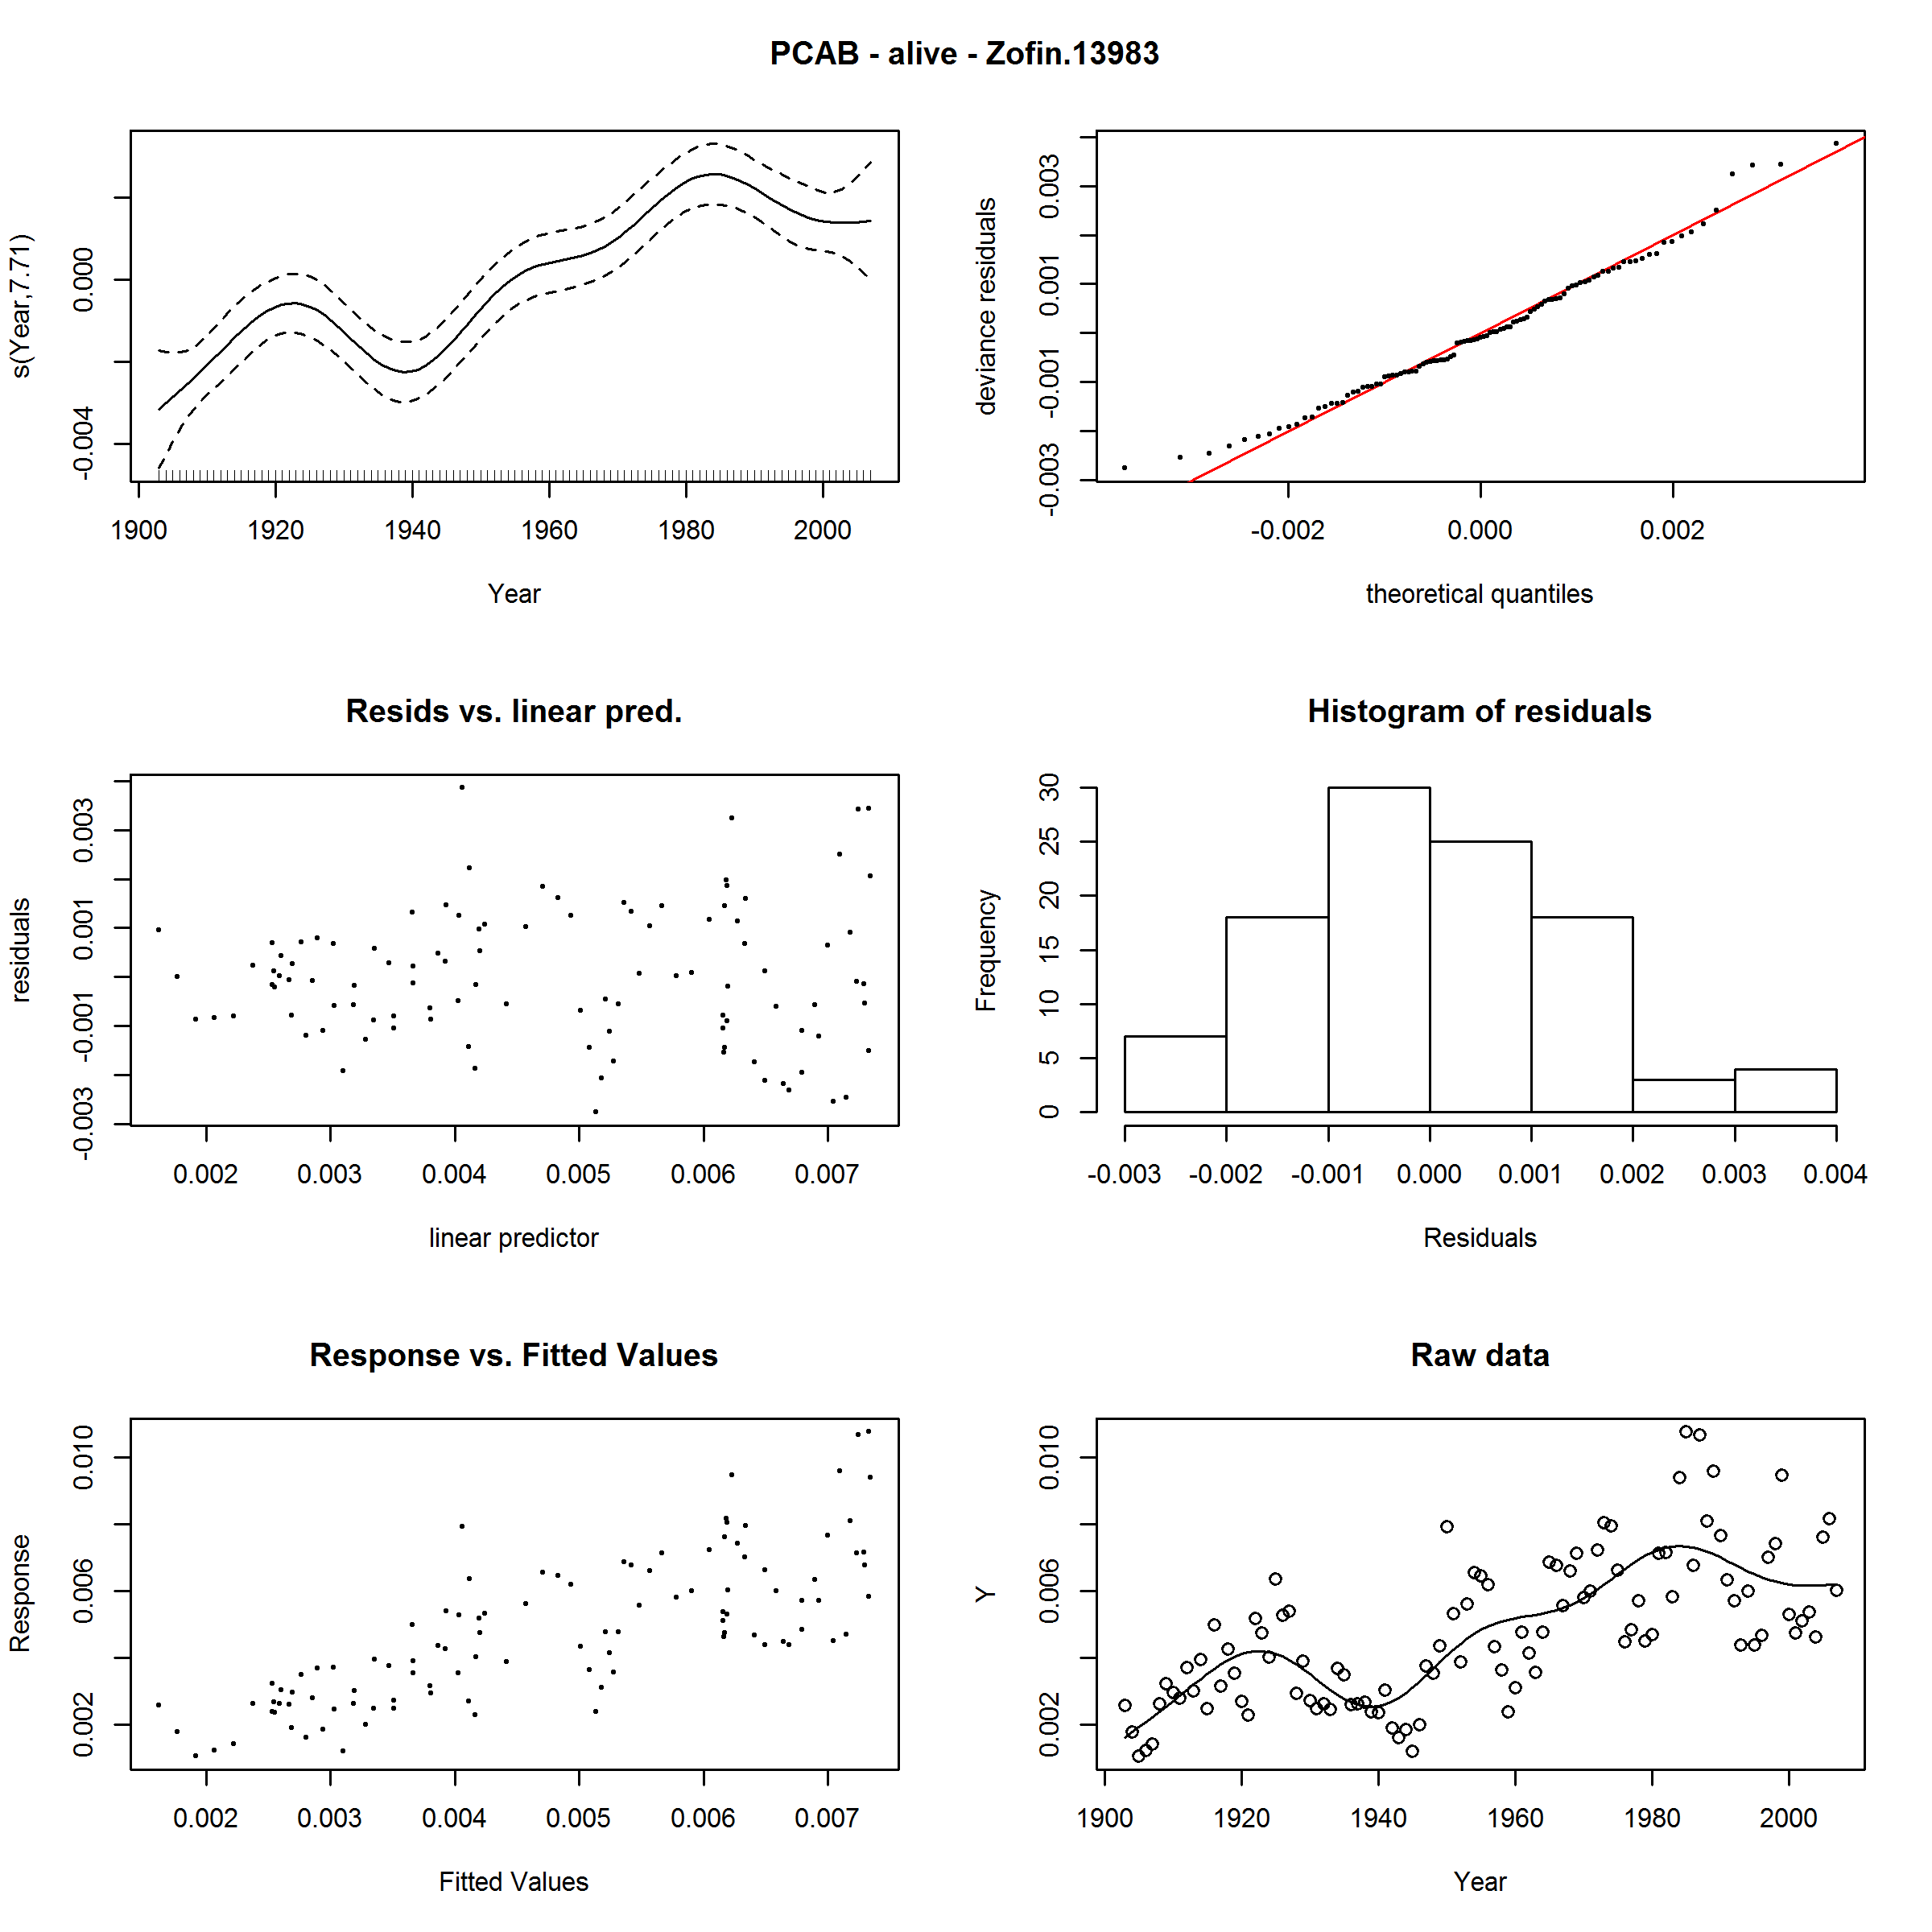 PCAB - alive - Zofin.13983
s(Year,7.71)
-0.004 0.000
1900 1920 1940 1960 1980 2000
Year
deviance residuals
-0.003 -0.001 0.001 0.003
-0.002 0.000 0.002
theoretical quantiles
Resids vs. linear pred.
residuals
-0.003 -0.001 0.001 0.003
0.002 0.003 0.004 0.005 0.006 0.007
linear predictor
Histogram of residuals
Frequency
0 5 10 15 20 25 30
-0.003 -0.002 -0.001 0.000 0.001 0.002 0.003 0.004
Residuals
Response vs. Fitted Values
Response
0.002 0.006 0.010
0.002 0.003 0.004 0.005 0.006 0.007
Fitted Values
Raw data
Y
0.002 0.006 0.010
1900 1920 1940 1960 1980 2000
Year